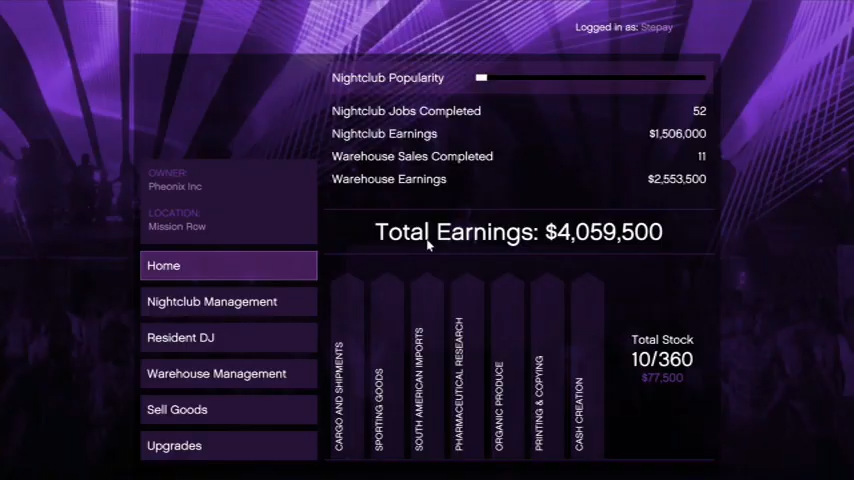 Logged in as: Stepay
Nightclub Popularity
Nightclub Jobs Completed 52
Nightclub Earnings $1,506,000
Warehouse Sales Completed 11
Warehouse Earnings $2,553,500
OWNER:
Pheonix Inc
LOCATION:
Mission Row
Total Earnings: $4,059,500
Home
Nightclub Management
Resident DJ
Warehouse Management
Sell Goods
Upgrades
CARGO AND SHIPMENTS
SPORTING GOODS
SOUTH AMERICAN IMPORTS
PHARMACEUTICAL RESEARCH
ORGANIC PRODUCE
PRINTING & COPYING
CASH CREATION
Total Stock
10/360
$77,500